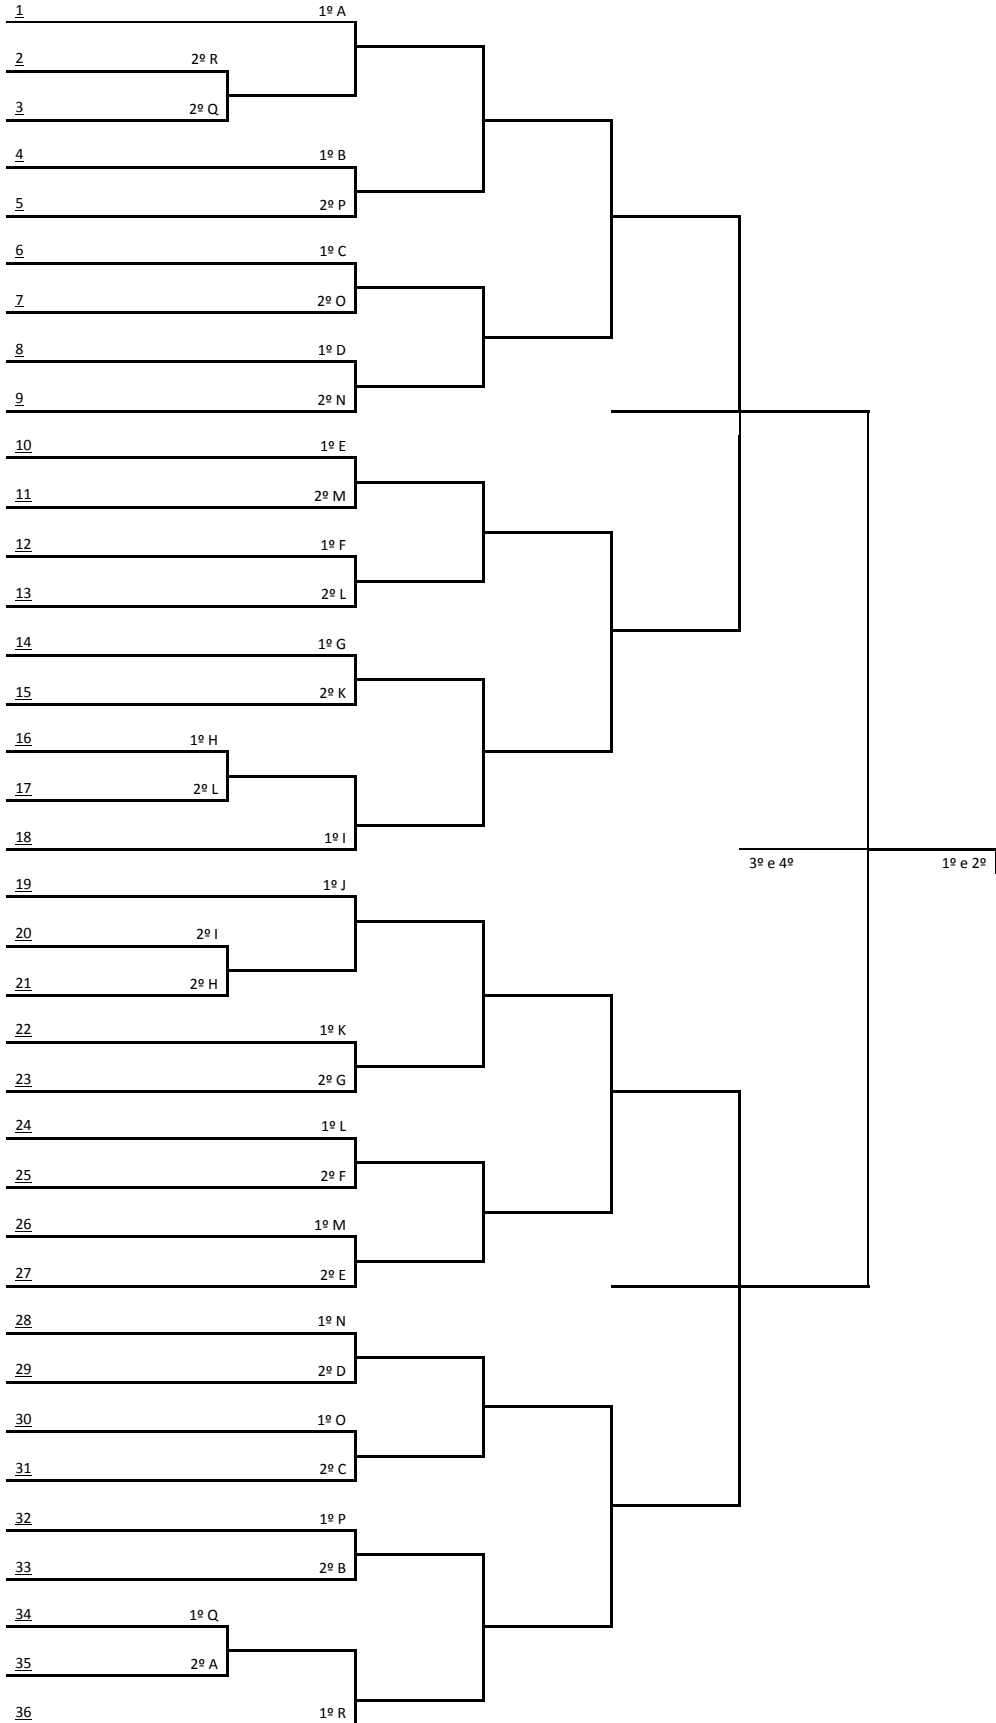 1 1º A
2 2º R
3 2º Q
4 1º B
5 2º P
6 1º C
7 2º O
8 1º D
9 2º N
10 1º E
11 2º M
12 1º F
13 2º L
14 1º G
15 2º K
16 1º H
17 2º L
18 1º I
3º e 4º 1º e 2º
19 1º J
20 2º I
21 2º H
22 1º K
23 2º G
24 1º L
25 2º F
26 1º M
27 2º E
28 1º N
29 2º D
30 1º O
31 2º C
32 1º P
33 2º B
34 1º Q
35 2º A
36 1º R